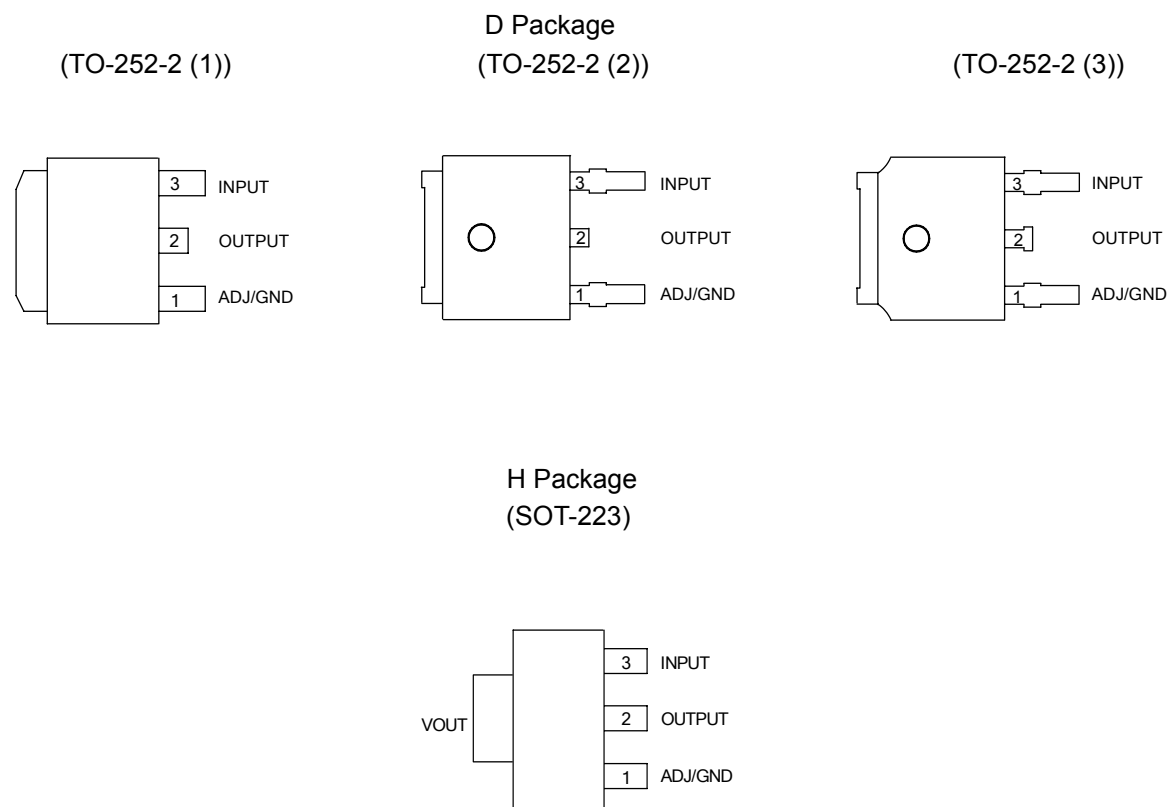 D Package
(TO-252-2 (1))
(TO-252-2 (2))
(TO-252-2 (3))
3 INPUT
2 OUTPUT
1 ADJ/GND
3 INPUT
2 OUTPUT
1 ADJ/GND
3 INPUT
2 OUTPUT
1 ADJ/GND
H Package
(SOT-223)
VOUT
3 INPUT
2 OUTPUT
1 ADJ/GND